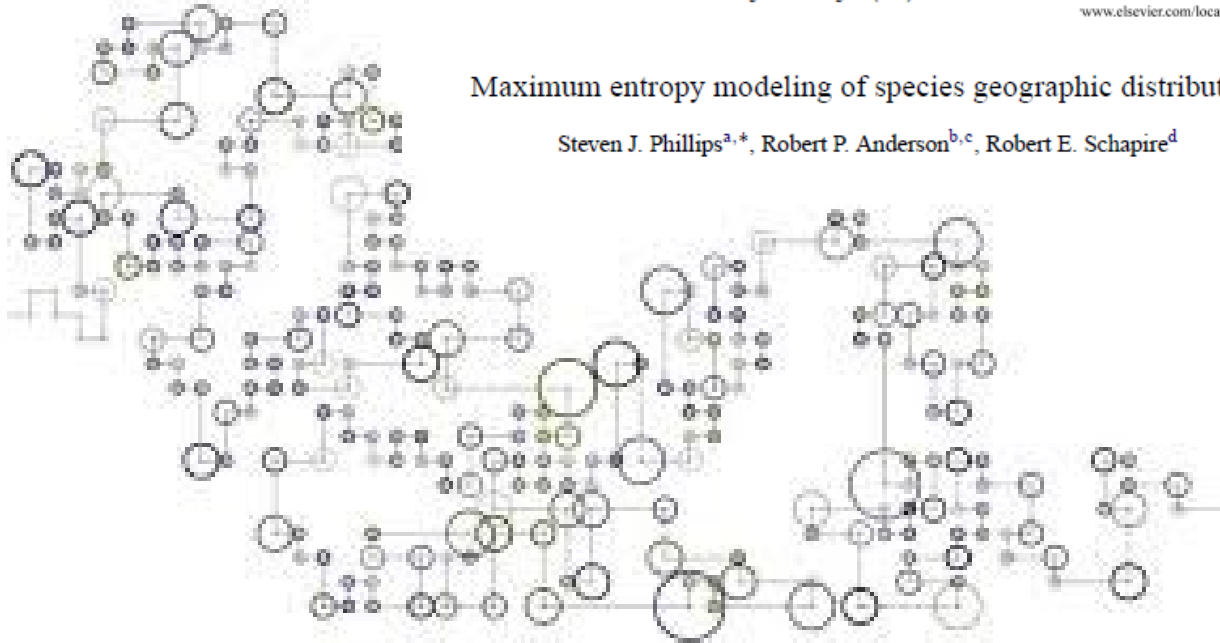 www.elsevier.com/loca
Maximum entropy modeling of species geographic distribut
Steven J. Phillips a,*, Robert P. Anderson b,c, Robert E. Schapire d